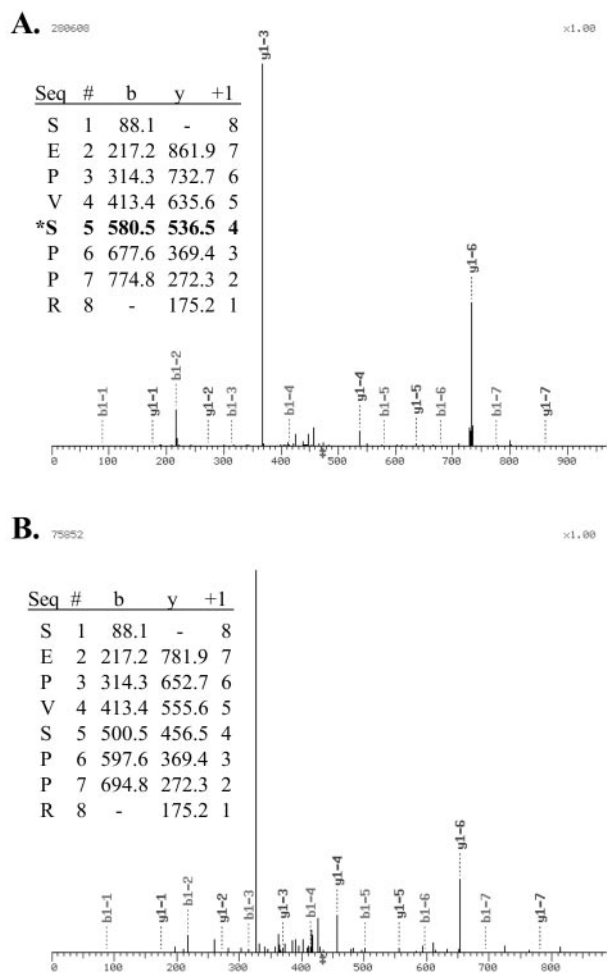 A.
280608 ×1.00
y1-3
Seq # b y +1
S 1 88.1 - 8
E 2 217.2 861.9 7
P 3 314.3 732.7 6
V 4 413.4 635.6 5
*S 5 580.5 536.5 4
P 6 677.6 369.4 3
P 7 774.8 272.3 2
R 8 - 175.2 1
y1-6
b1-1 y1-1 b1-2 y1-2 b1-3 b1-4 y1-4 b1-5 y1-5 b1-6 b1-7 y1-7
0 100 200 300 400 500 600 700 800 900
B.
75852 ×1.00
Seq # b y +1
S 1 88.1 - 8
E 2 217.2 781.9 7
P 3 314.3 652.7 6
V 4 413.4 555.6 5
S 5 500.5 456.5 4
P 6 597.6 369.4 3
P 7 694.8 272.3 2
R 8 - 175.2 1
y1-6
b1-1 y1-1 b1-2 y1-2 b1-3 y1-3 b1-4 y1-4 b1-5 y1-5 b1-6 b1-7 y1-7
0 100 200 300 400 500 600 700 800